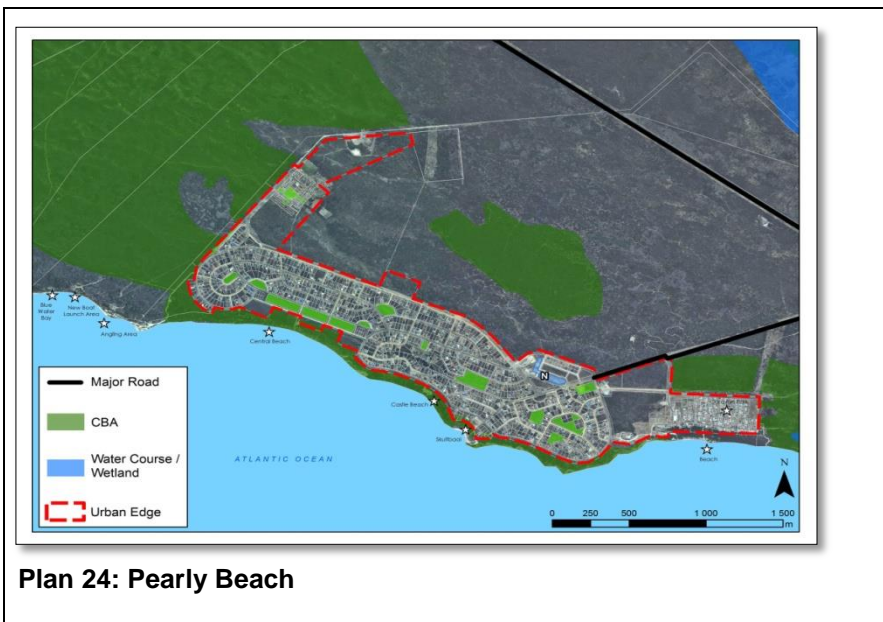 Blue
Water
Bay
New Boat
Launch Area
Angling Area
Central Beach
Castle Beach
N
Beach
ATLANTIC OCEAN
Major Road
CBA
Water Course /
Wetland
Urban Edge
N
0 250 500 1 000 1 500
m
Plan 24: Pearly Beach